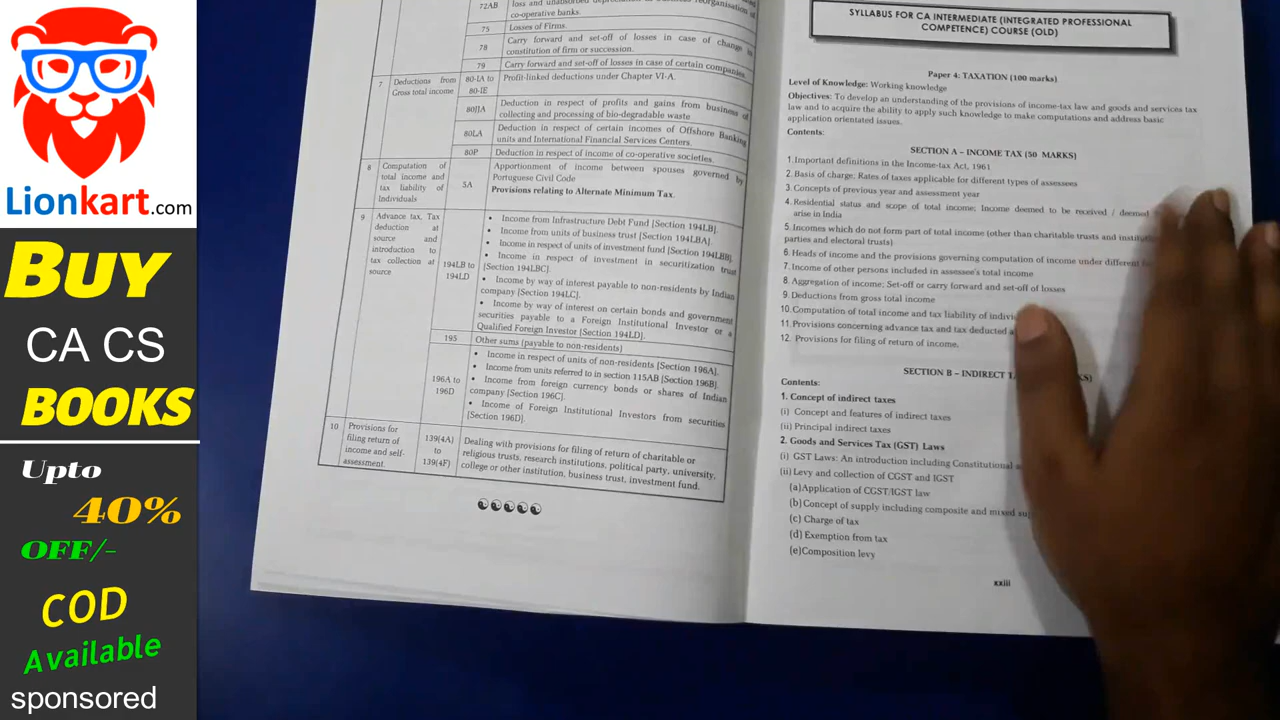 Lionkart.com
BUY
CA CS
BOOKS
Upto
40%
OFF/-
COD
Available
sponsored
72AB
loss and unabsorbed
co-operative banks.
75
Losses of Firms.
78
Carry forward and set-off of losses in case of change in
constitution of firm or succession.
79
Carry forward and set-off of losses in case of certain companies.
7
Deductions from
Gross total income
80-IA to
80-IE
Profit-linked deductions under Chapter VI-A.
80JJA
Deduction in respect of profits and gains from business of
collecting and processing of bio-degradable waste
80LA
Deduction in respect of certain incomes of Offshore Banking
units and International Financial Services Centers.
80P
Deduction in respect of income of co-operative societies.
8
Computation of
total income and
tax liability of
Individuals
5A
Apportionment of income between spouses governed by
Portuguese Civil Code
Provisions relating to Alternate Minimum Tax.
9
Advance tax, Tax
deduction at
source and
introduction to
tax collection at
source
194LB to
194LD
• Income from Infrastructure Debt Fund [Section 194LB].
• Income from units of business trust [Section 194LBA].
• Income in respect of units of investment fund [Section 194LBB]
• Income in respect of investment in securitization trust
[Section 194LBC].
• Income by way of interest payable to non-residents by Indian
company [Section 194LC].
• Income by way of interest on certain bonds and government
securities payable to a Foreign Institutional Investor or a
Qualified Foreign Investor [Section 194LD].
195
Other sums (payable to non-residents)
196A to
196D
• Income in respect of units of non-residents [Section 196A].
• Income from units referred to in section 115AB [Section 196B].
• Income from foreign currency bonds or shares of Indian
company [Section 196C].
• Income of Foreign Institutional Investors from securities
[Section 196D].
10
Provisions for
filing return of
income and self-
assessment.
139(4A)
to
139(4F)
Dealing with provisions for filing of return of charitable or
religious trusts, research institutions, political party, university,
college or other institution, business trust, investment fund.
SYLLABUS FOR CA INTERMEDIATE (INTEGRATED PROFESSIONAL
COMPETENCE) COURSE (OLD)
Paper 4: TAXATION (100 marks)
Level of Knowledge: Working knowledge
Objectives: To develop an understanding of the provisions of income-tax law and goods and services tax
law and to acquire the ability to apply such knowledge to make computations and address basic
application orientated issues.
Contents:
SECTION A – INCOME TAX (50 MARKS)
1. Important definitions in the Income-tax Act, 1961
2. Basis of charge; Rates of taxes applicable for different types of assessees
3. Concepts of previous year and assessment year
4. Residential status and scope of total income; Income deemed to be received / deemed
arise in India
5. Incomes which do not form part of total income (other than charitable trusts and
parties and electoral trusts)
6. Heads of income and the provisions governing computation of income under different
7. Income of other persons included in assessee's total income
8. Aggregation of income; Set-off or carry forward and set-off of losses
9. Deductions from gross total income
10. Computation of total income and tax liability of
11. Provisions concerning advance tax and tax deducted
12. Provisions for filing of return of income.
SECTION B – INDIRECT
Contents:
1. Concept of indirect taxes
(i) Concept and features of indirect taxes
(ii) Principal indirect taxes
2. Goods and Services Tax (GST) Laws
(i) GST Laws: An introduction including Constitutional
(ii) Levy and collection of CGST and IGST
(a) Application of CGST/IGST law
(b) Concept of supply including composite and mixed
(c) Charge of tax
(d) Exemption from tax
(e) Composition levy
xxiii